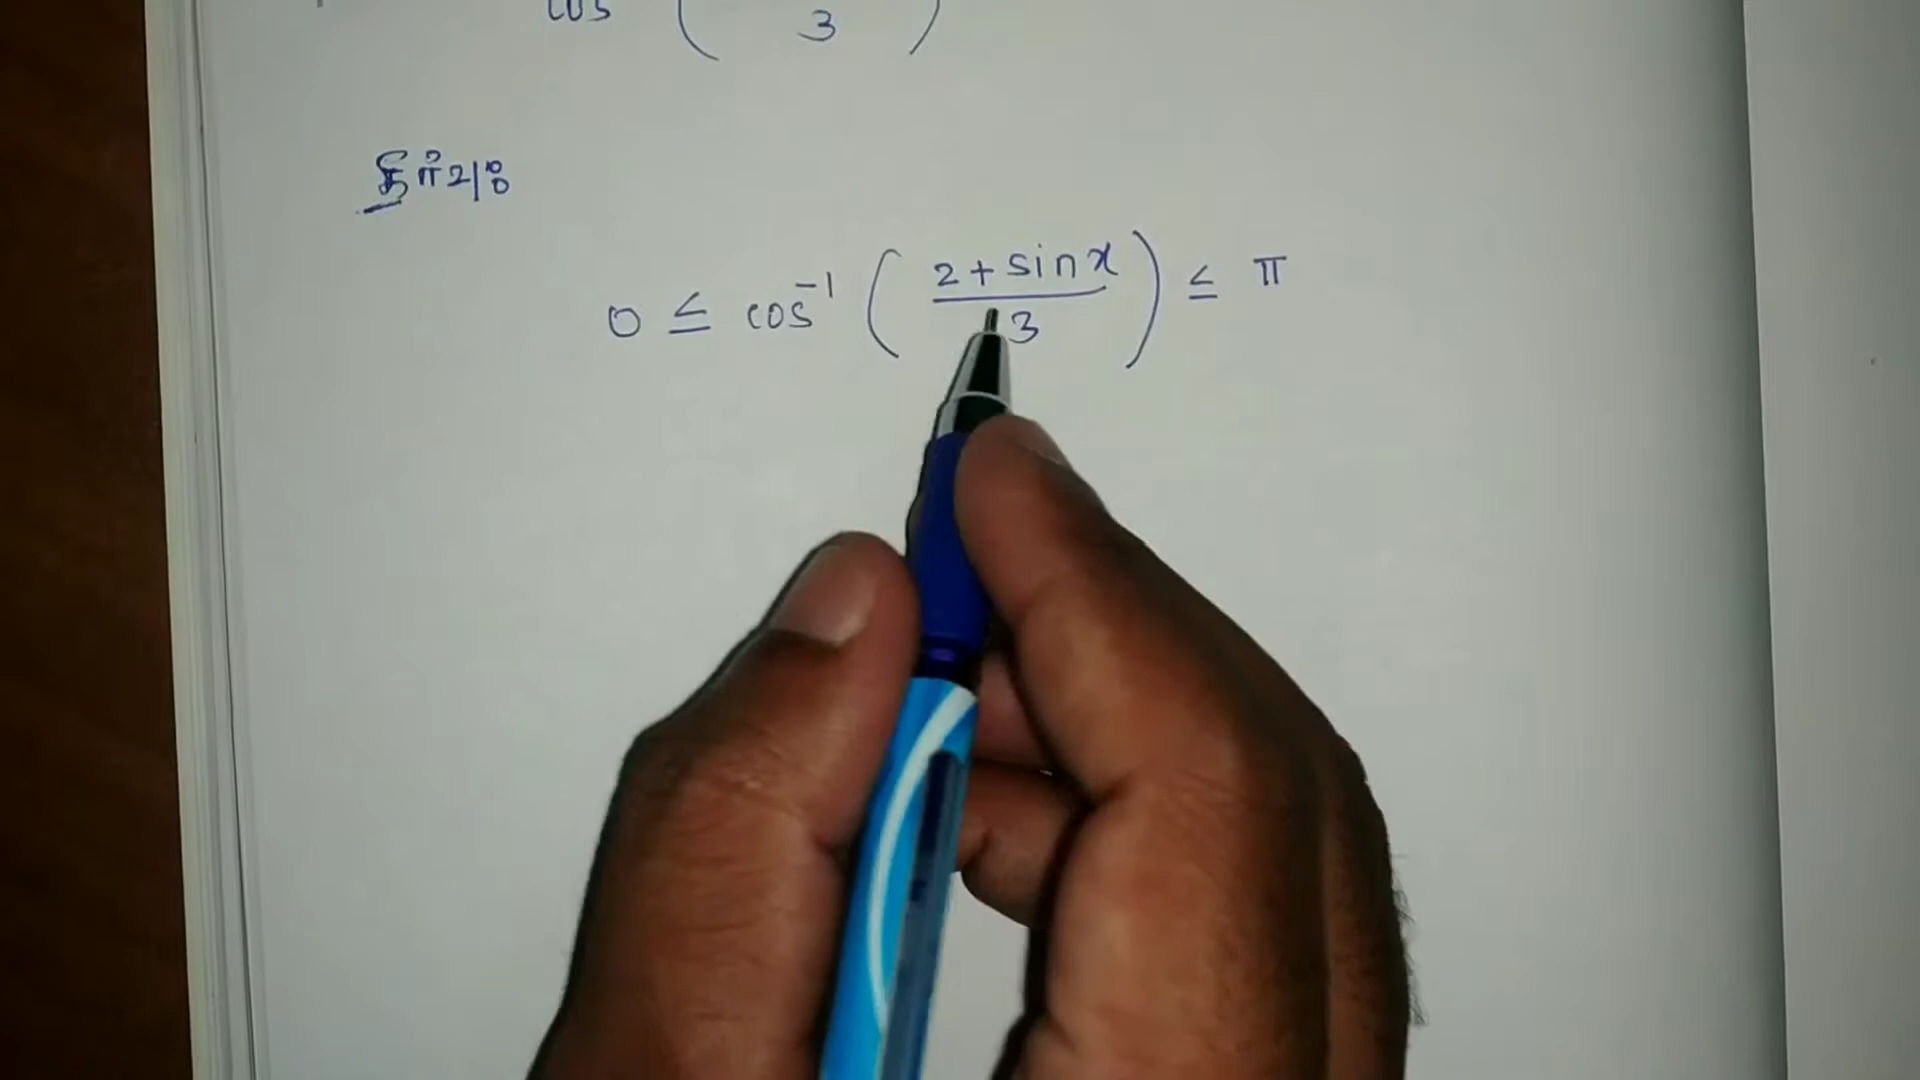 cos ( 3 )
தீர்வு:
0 ≤ cos⁻¹ ( (2 + sin x) / 3 ) ≤ π